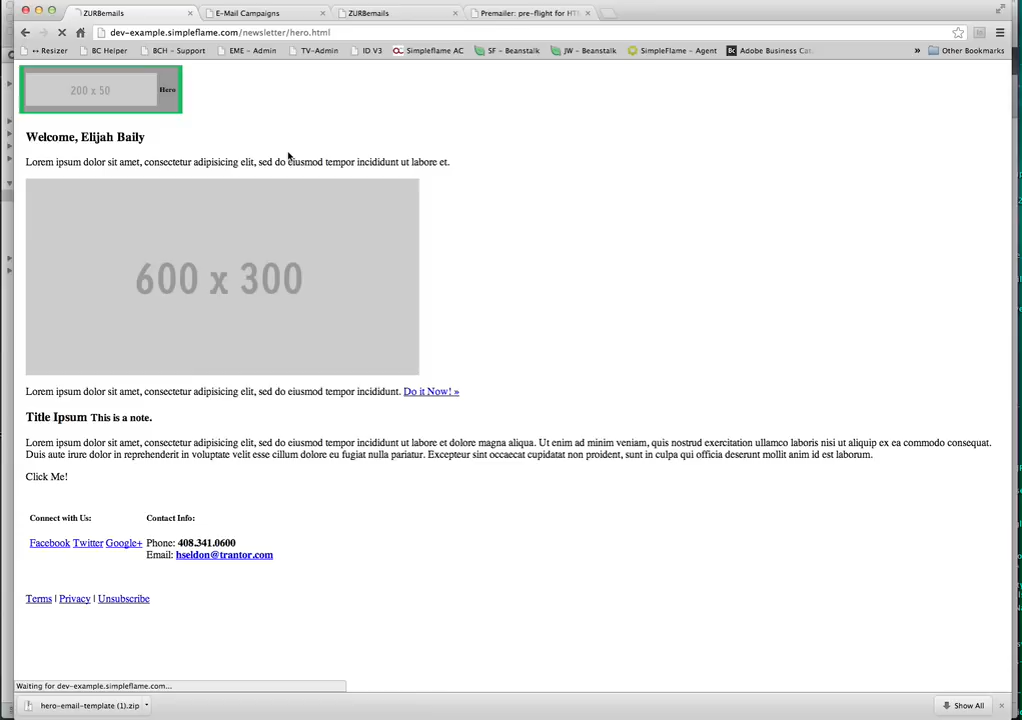 ZURBemails
E-Mail Campaigns
ZURBemails
Premailer: pre-flight for HT
dev-example.simpleflame.com/newsletter/hero.html
↔ Resizer
BC Helper
BCH – Support
EME – Admin
TV–Admin
ID V3
Simpleflame AC
SF – Beanstalk
JW – Beanstalk
SimpleFlame – Agent
Bc Adobe Business Cat
»
Other Bookmarks
200 x 50
Hero
Welcome, Elijah Baily
Lorem ipsum dolor sit amet, consectetur adipisicing elit, sed do eiusmod tempor incididunt ut labore et.
600 x 300
Lorem ipsum dolor sit amet, consectetur adipisicing elit, sed do eiusmod tempor incididunt. Do it Now! »
Title Ipsum This is a note.
Lorem ipsum dolor sit amet, consectetur adipisicing elit, sed do eiusmod tempor incididunt ut labore et dolore magna aliqua. Ut enim ad minim veniam, quis nostrud exercitation ullamco laboris nisi ut aliquip ex ea commodo consequat.
Duis aute irure dolor in reprehenderit in voluptate velit esse cillum dolore eu fugiat nulla pariatur. Excepteur sint occaecat cupidatat non proident, sunt in culpa qui officia deserunt mollit anim id est laborum.
Click Me!
Connect with Us:
Contact Info:
Facebook Twitter Google+
Phone: 408.341.0600
Email: hseldon@trantor.com
Terms | Privacy | Unsubscribe
Waiting for dev-example.simpleflame.com...
hero-email-template (1).zip
Show All